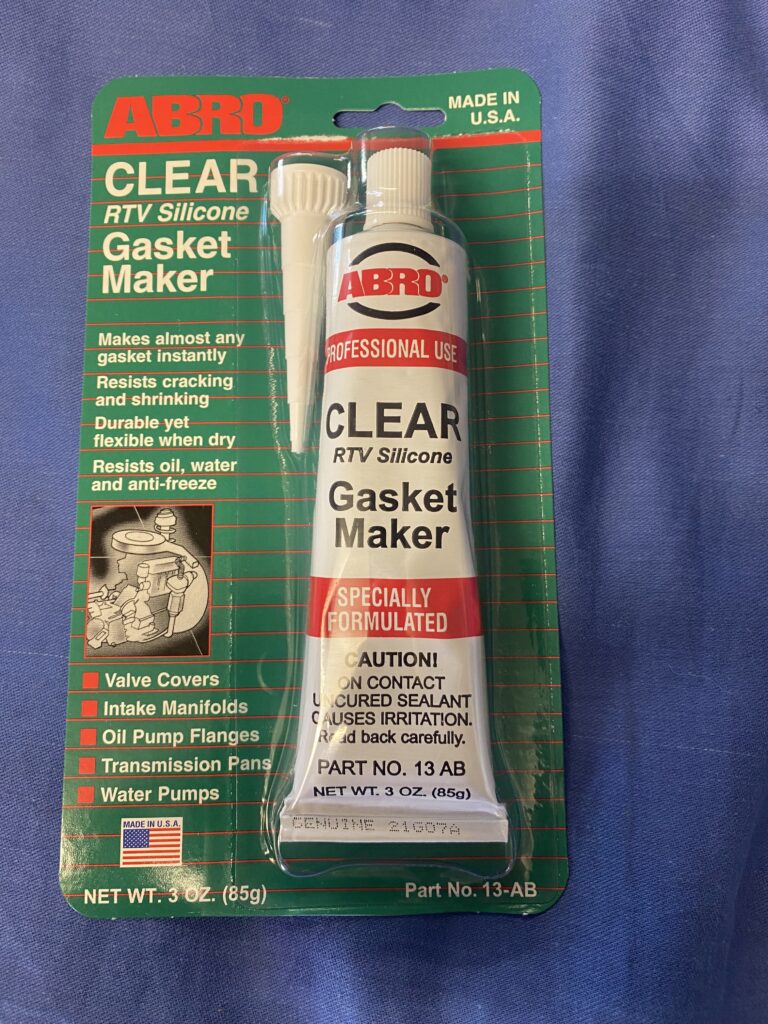 ABRO®
MADE IN
U.S.A.
CLEAR
RTV Silicone
Gasket
Maker
Makes almost any
gasket instantly
Resists cracking
and shrinking
Durable yet
flexible when dry
Resists oil, water
and anti-freeze
Valve Covers
Intake Manifolds
Oil Pump Flanges
Transmission Pans
Water Pumps
MADE IN U.S.A.
NET WT. 3 OZ. (85g)
Part No. 13-AB
ABRO®
PROFESSIONAL USE
CLEAR
RTV Silicone
Gasket
Maker
SPECIALLY
FORMULATED
CAUTION!
ON CONTACT
UNCURED SEALANT
CAUSES IRRITATION.
Read back carefully.
PART NO. 13 AB
NET WT. 3 OZ. (85g)
GENUINE 21G07A